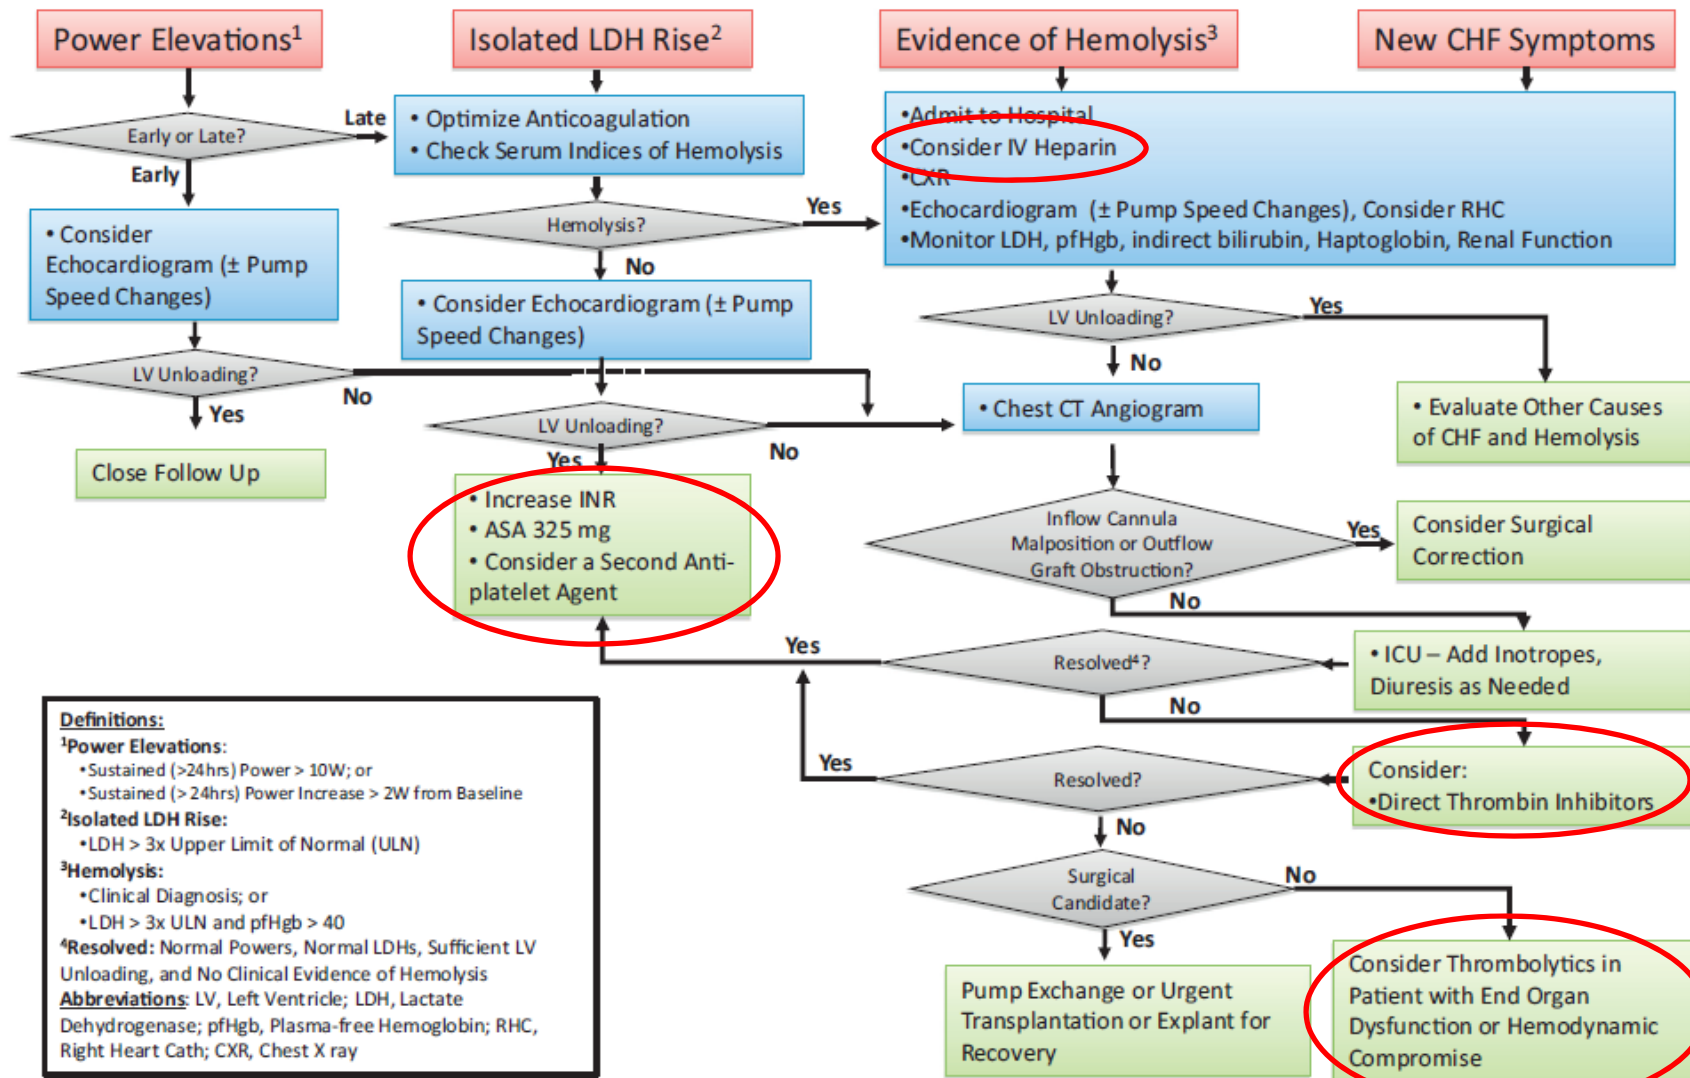 Power Elevations¹
Isolated LDH Rise²
Evidence of Hemolysis³
New CHF Symptoms
Early or Late?
Late
Early
• Optimize Anticoagulation
• Check Serum Indices of Hemolysis
•Admit to Hospital
•Consider IV Heparin
•CXR
•Echocardiogram (± Pump Speed Changes), Consider RHC
•Monitor LDH, pfHgb, indirect bilirubin, Haptoglobin, Renal Function
• Consider
Echocardiogram (± Pump
Speed Changes)
Hemolysis?
Yes
No
• Consider Echocardiogram (± Pump
Speed Changes)
LV Unloading?
Yes
No
LV Unloading?
No
Yes
Close Follow Up
LV Unloading?
No
Yes
• Chest CT Angiogram
• Evaluate Other Causes
of CHF and Hemolysis
• Increase INR
• ASA 325 mg
• Consider a Second Anti-
platelet Agent
Inflow Cannula
Malposition or Outflow
Graft Obstruction?
Yes
No
Consider Surgical
Correction
• ICU – Add Inotropes,
Diuresis as Needed
Resolved⁴?
Yes
No
Consider:
•Direct Thrombin Inhibitors
Resolved?
Yes
No
Surgical
Candidate?
No
Yes
Pump Exchange or Urgent
Transplantation or Explant for
Recovery
Consider Thrombolytics in
Patient with End Organ
Dysfunction or Hemodynamic
Compromise
Definitions:
¹Power Elevations:
•Sustained (>24hrs) Power > 10W; or
•Sustained (> 24hrs) Power Increase > 2W from Baseline
²Isolated LDH Rise:
•LDH > 3x Upper Limit of Normal (ULN)
³Hemolysis:
•Clinical Diagnosis; or
•LDH > 3x ULN and pfHgb > 40
⁴Resolved: Normal Powers, Normal LDHs, Sufficient LV
Unloading, and No Clinical Evidence of Hemolysis
Abbreviations: LV, Left Ventricle; LDH, Lactate
Dehydrogenase; pfHgb, Plasma-free Hemoglobin; RHC,
Right Heart Cath; CXR, Chest X ray